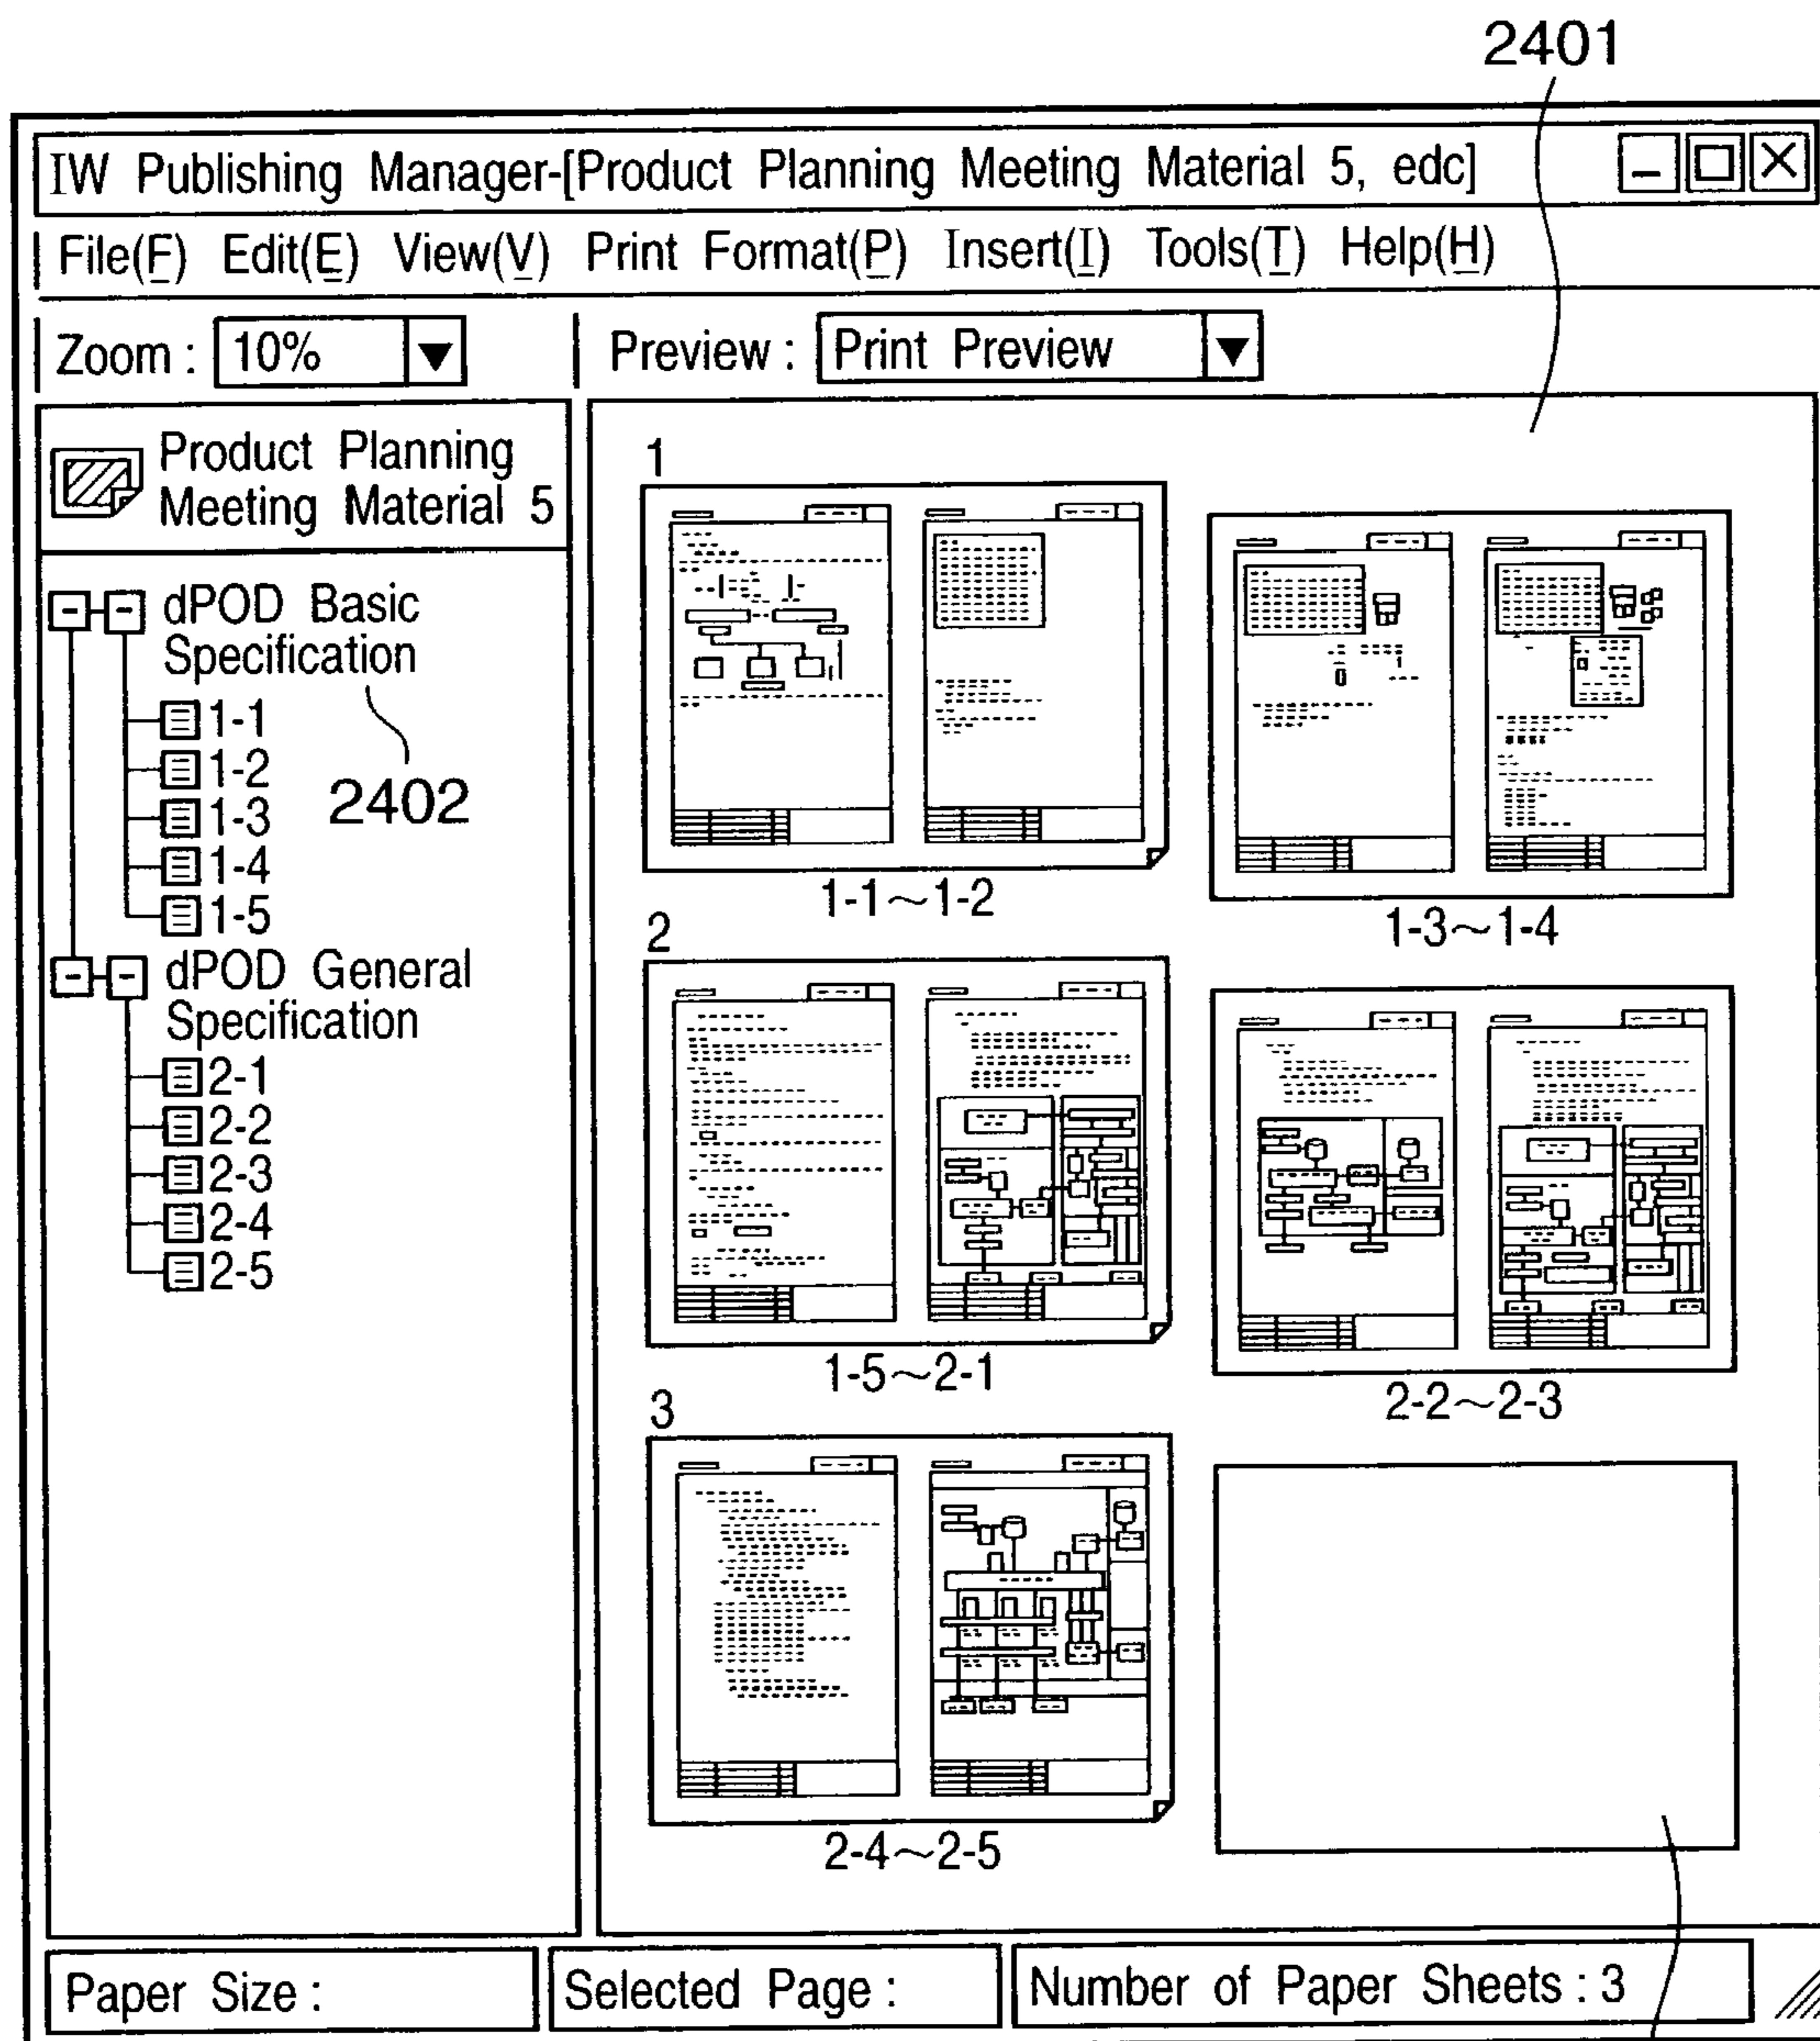 2401
IW Publishing Manager-[Product Planning Meeting Material 5, edc]
File(F) Edit(E) View(V) Print Format(P) Insert(I) Tools(T) Help(H)
Zoom : 10% Preview : Print Preview
Product Planning
Meeting Material 5
dPOD Basic
Specification
1-1
1-2
1-3
1-4
1-5
2402
dPOD General
Specification
2-1
2-2
2-3
2-4
2-5
1
1-1~1-2
1-3~1-4
2
1-5~2-1
2-2~2-3
3
2-4~2-5
Paper Size :
Selected Page :
Number of Paper Sheets : 3